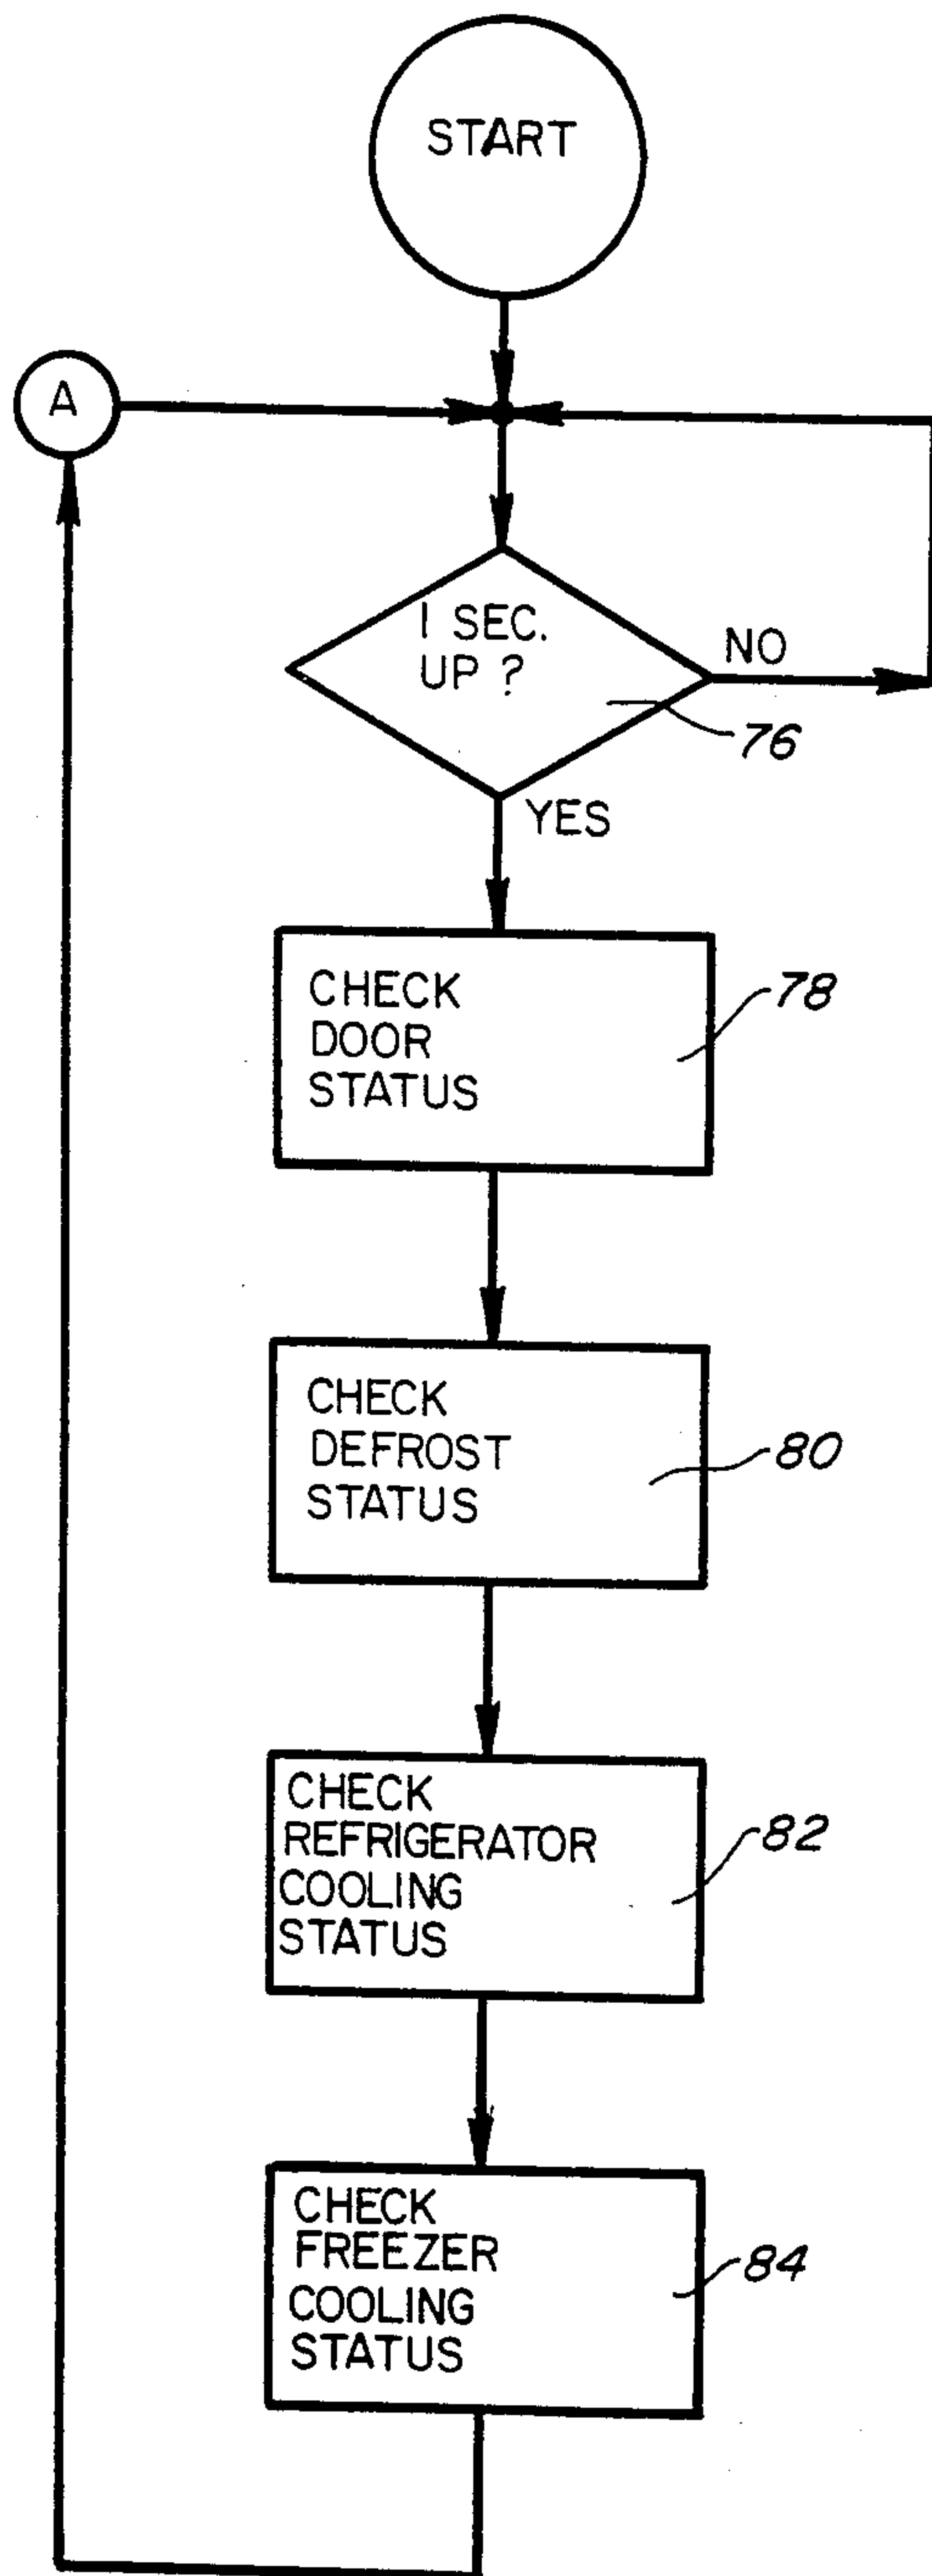 START
A
1 SEC.
UP ?
NO
76
YES
CHECK
DOOR
STATUS
78
CHECK
DEFROST
STATUS
80
CHECK
REFRIGERATOR
COOLING
STATUS
82
CHECK
FREEZER
COOLING
STATUS
84